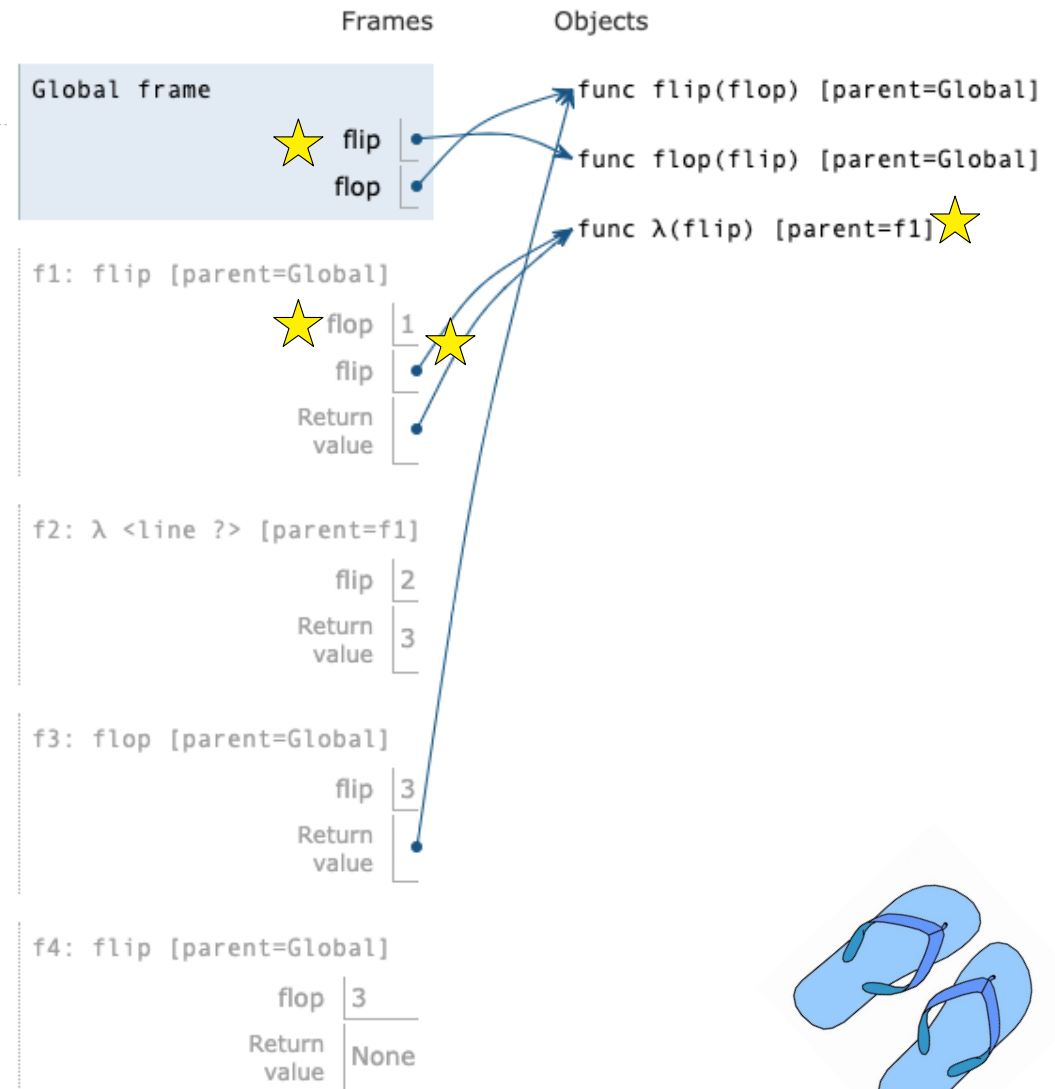 Frames Objects
Global frame
flip
flop
func flip(flop) [parent=Global]
func flop(flip) [parent=Global]
func λ(flip) [parent=f1]
f1: flip [parent=Global]
flop 1
flip
Return
value
f2: λ <line ?> [parent=f1]
flip 2
Return
value 3
f3: flop [parent=Global]
flip 3
Return
value
f4: flip [parent=Global]
flop 3
Return
value None